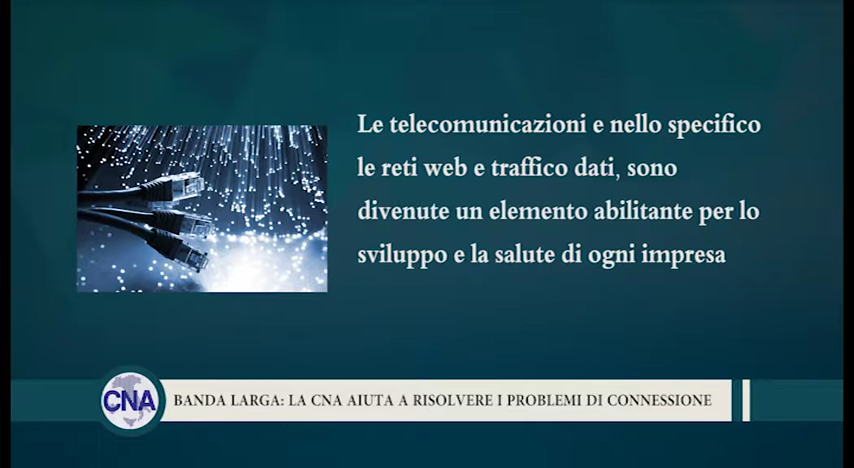 Le telecomunicazioni e nello specifico
le reti web e traffico dati, sono
divenute un elemento abilitante per lo
sviluppo e la salute di ogni impresa
CNA
BANDA LARGA: LA CNA AIUTA A RISOLVERE I PROBLEMI DI CONNESSIONE